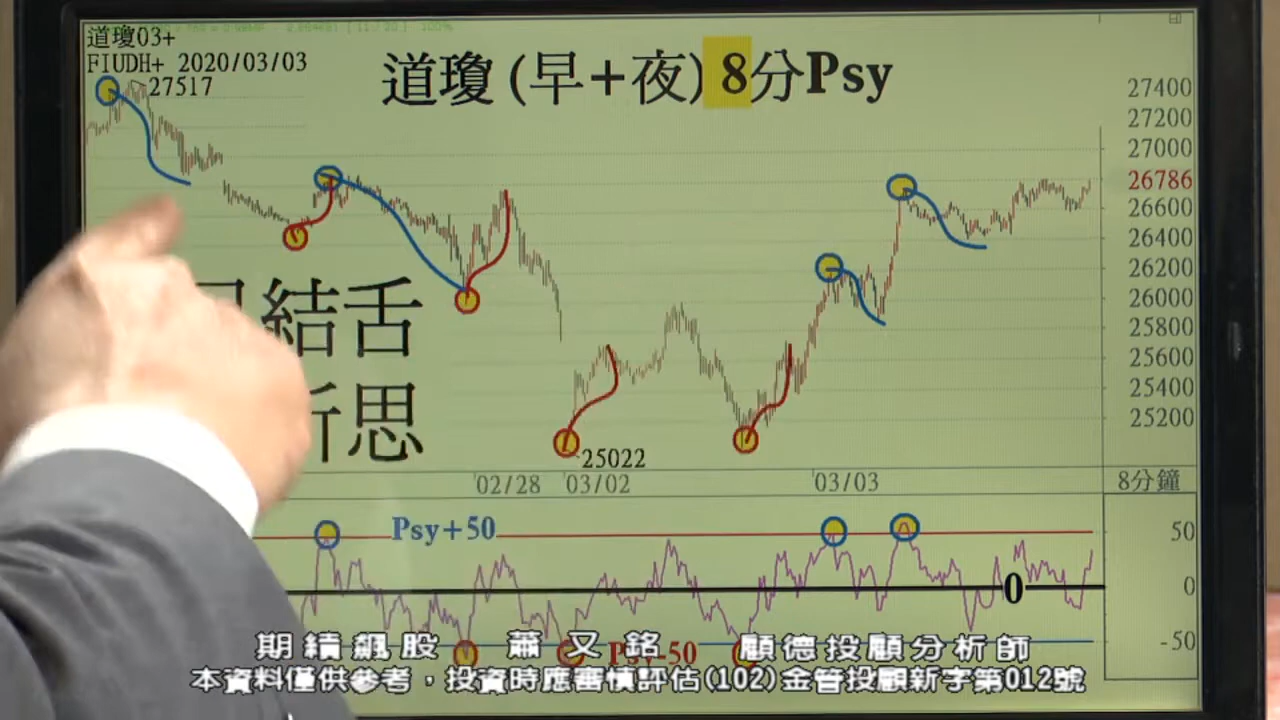 道瓊03+
FIUDH+ 2020/03/03
27517
道瓊(早+夜)8分Psy
27400
27200
27000
26786
26600
26400
26200
26000
25800
25600
25400
25200
結舌
思
25022
02/28
03/02
03/03
8分鐘
Psy+50
50
0
0
Psy-50
-50
期續飆股 蕭又銘 顧德投顧分析師
本資料僅供參考，投資時應審慎評估(102)金管投顧新字第012號